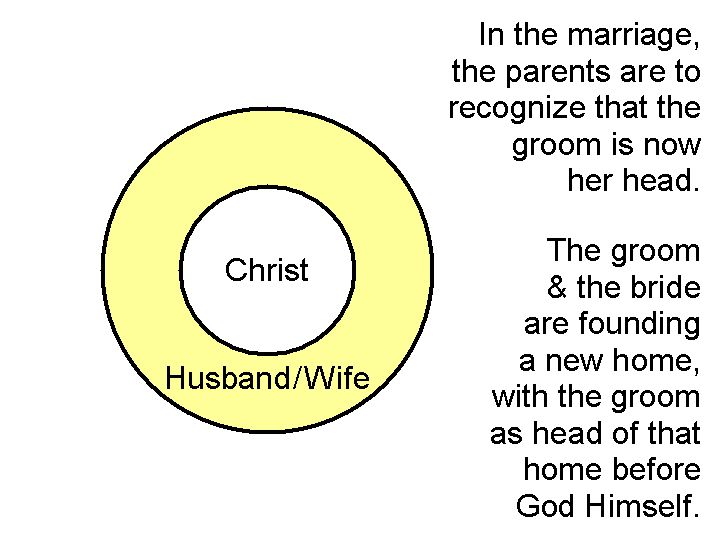 In the marriage,
the parents are to
recognize that the
groom is now
her head.
Christ
Husband/Wife
The groom
& the bride
are founding
a new home,
with the groom
as head of that
home before
God Himself.